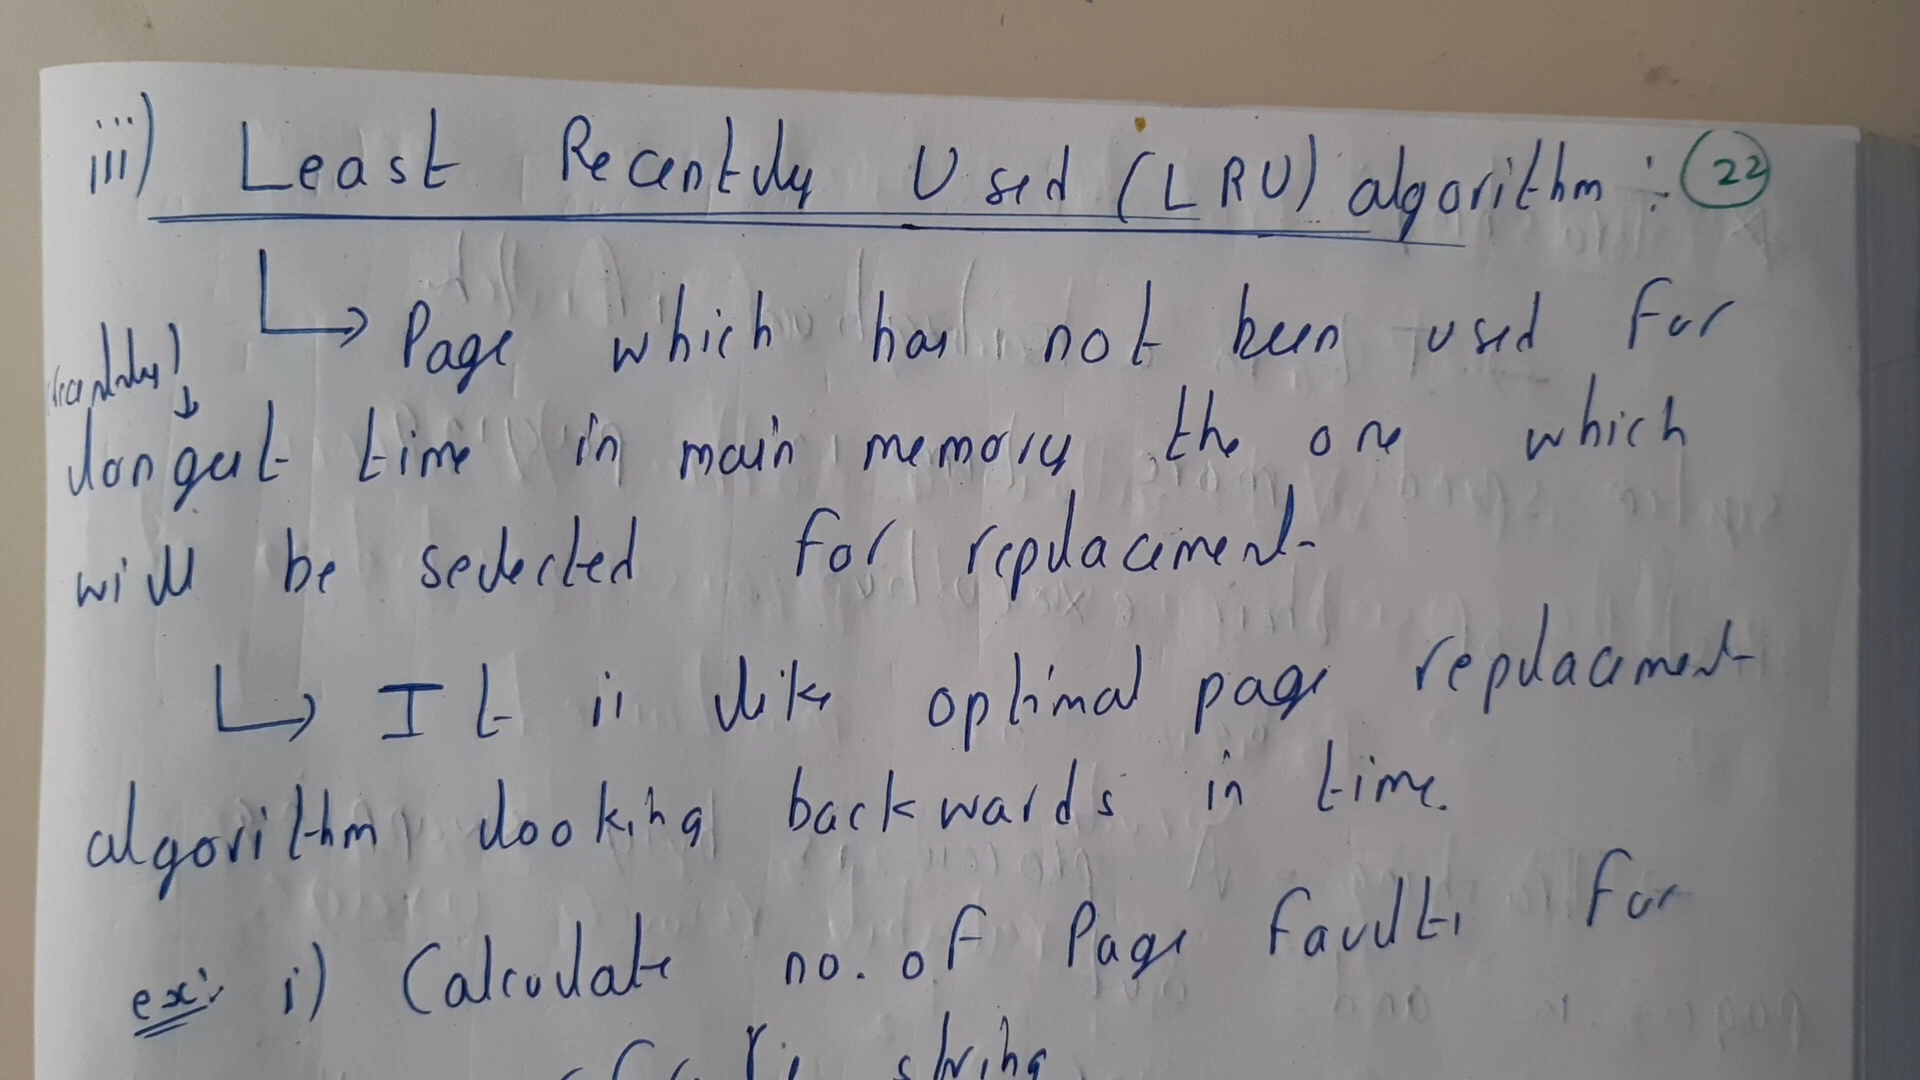 iii) Least Recently Used (LRU) algorithm :- 22
↳ Page which has not been used for
(recently)
longest time in main memory the one which
will be selected for replacement
↳ It is like optimal page replacement
algorithm looking backwards in time.
ex:- i) Calculate no. of Page faults for
string